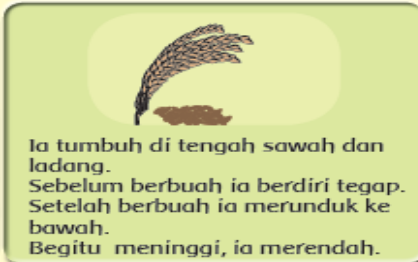 Ia tumbuh di tengah sawah dan
ladang.
Sebelum berbuah ia berdiri tegap.
Setelah berbuah ia merunduk ke
bawah.
Begitu meninggi, ia merendah.